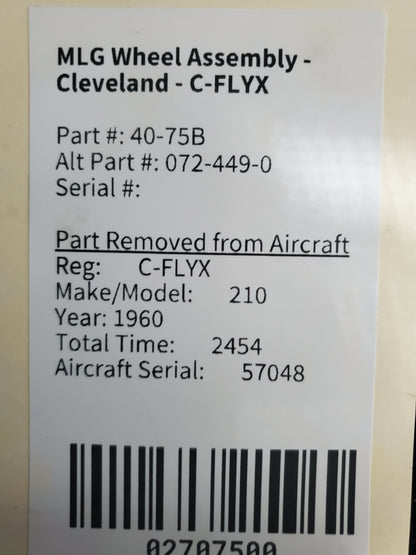 MLG Wheel Assembly -
Cleveland - C-FLYX
Part #: 40-75B
Alt Part #: 072-449-0
Serial #:
Part Removed from Aircraft
Reg: C-FLYX
Make/Model: 210
Year: 1960
Total Time: 2454
Aircraft Serial: 57048
02707500